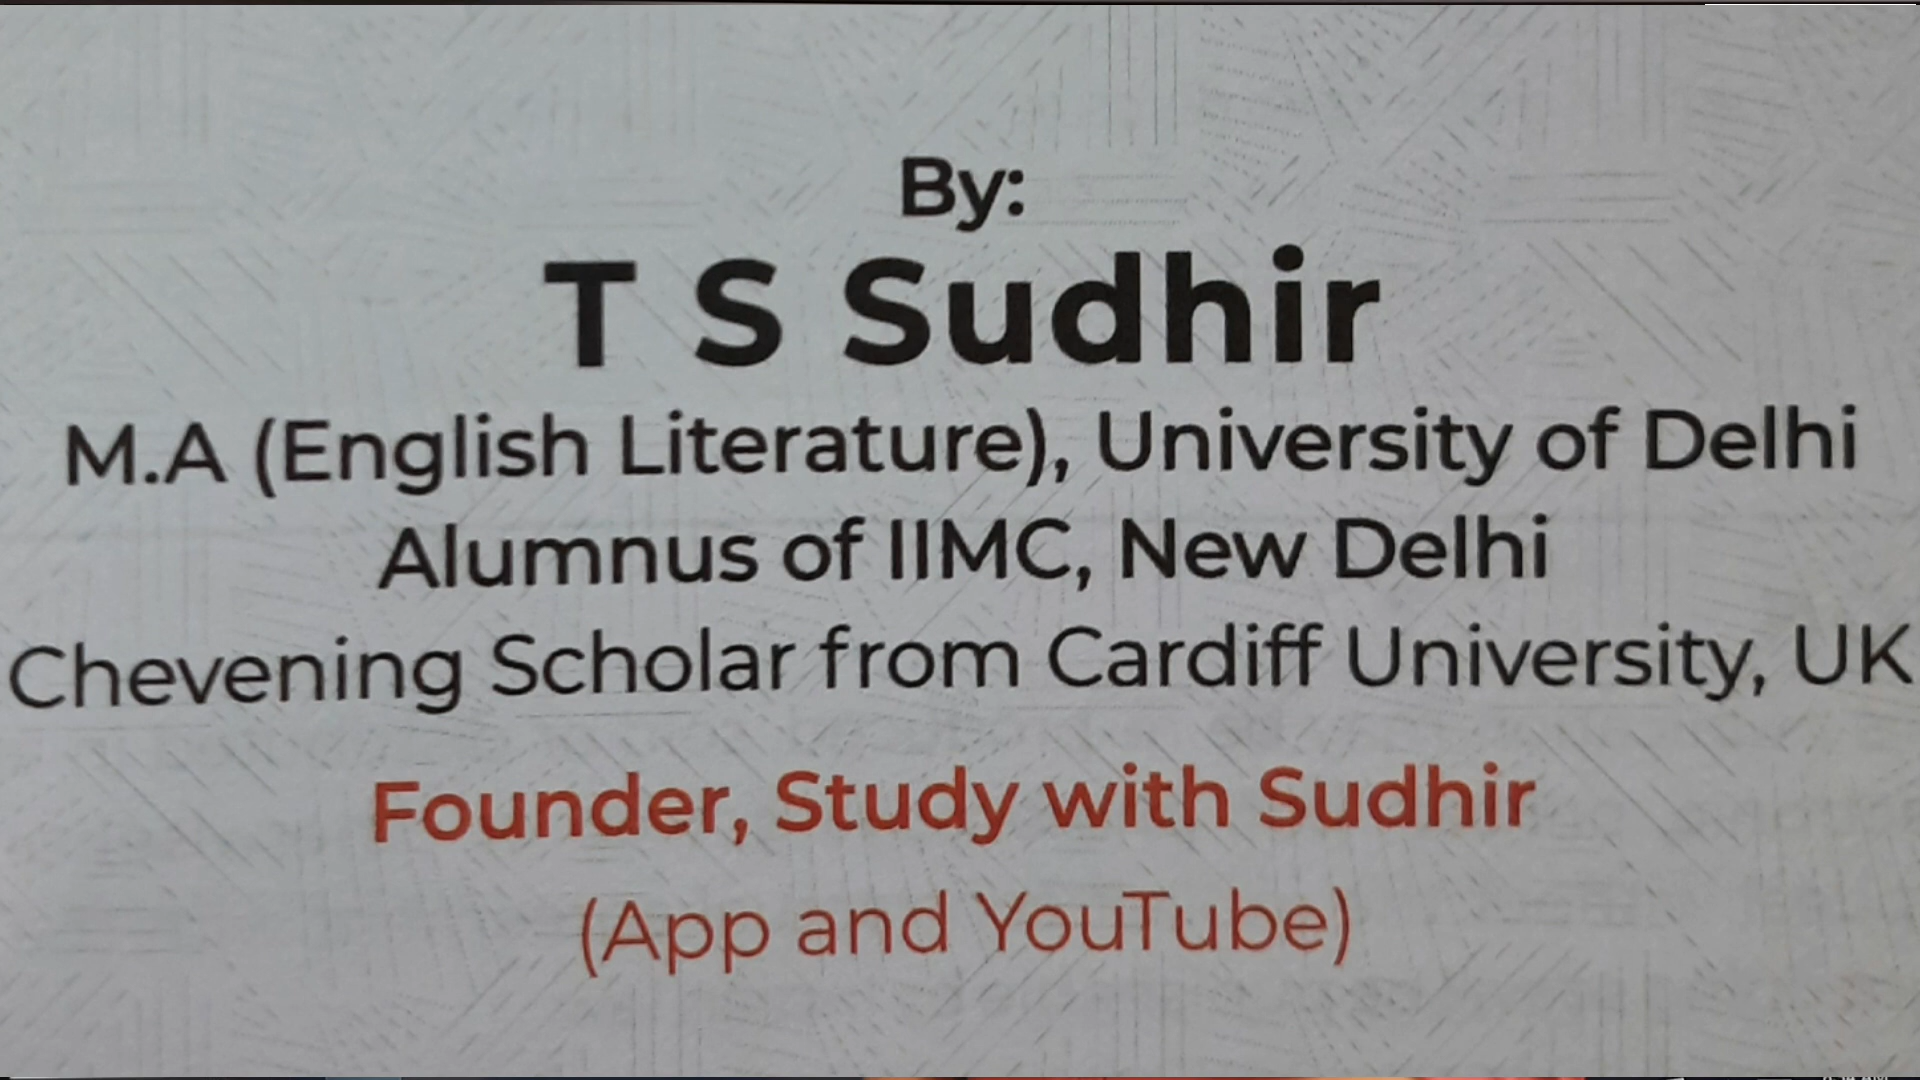 By:
T S Sudhir
M.A (English Literature), University of Delhi
Alumnus of IIMC, New Delhi
Chevening Scholar from Cardiff University, UK
Founder, Study with Sudhir
(App and YouTube)